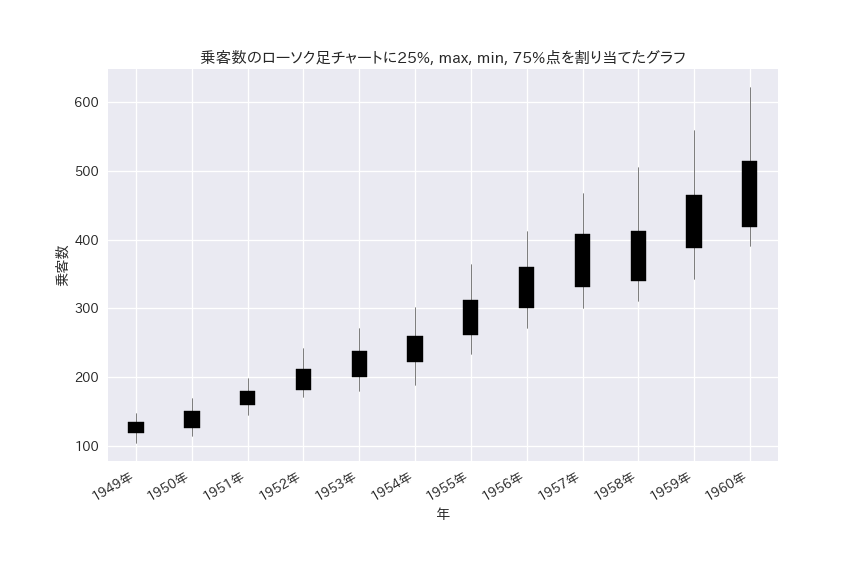 乗客数のローソク足チャートに25%, max, min, 75%点を割り当てたグラフ
乗客数
600
500
400
300
200
100
1949年
1950年
1951年
1952年
1953年
1954年
1955年
1956年
1957年
1958年
1959年
1960年
年